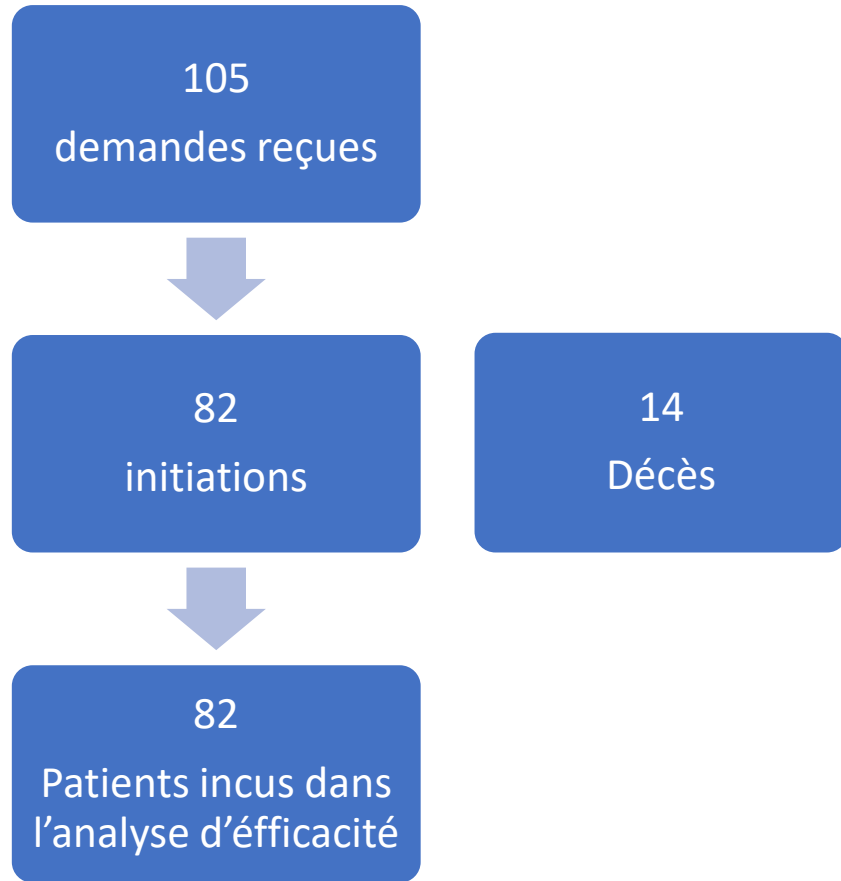 105
demandes reçues
82
initiations
14
Décès
82
Patients incus dans
l’analyse d’éfficacité